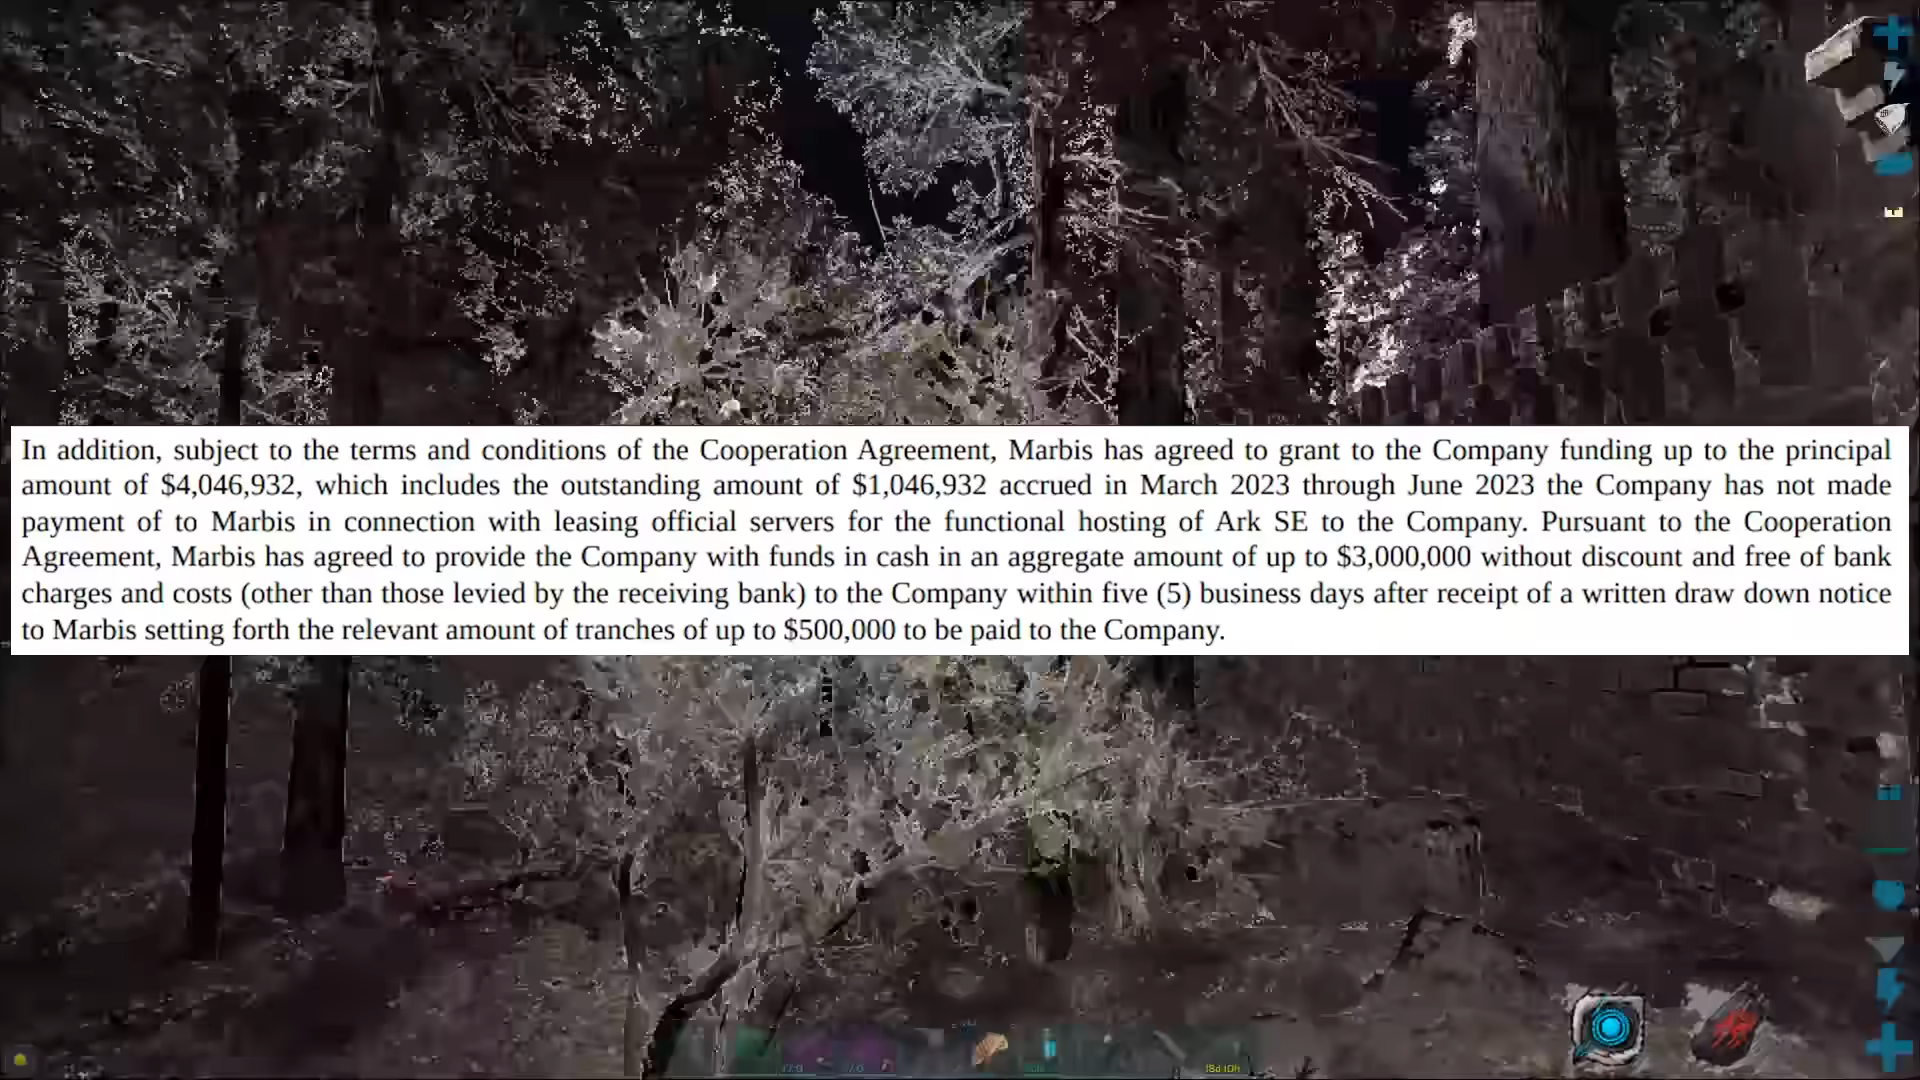 In addition, subject to the terms and conditions of the Cooperation Agreement, Marbis has agreed to grant to the Company funding up to the principal
amount of $4,046,932, which includes the outstanding amount of $1,046,932 accrued in March 2023 through June 2023 the Company has not made
payment of to Marbis in connection with leasing official servers for the functional hosting of Ark SE to the Company. Pursuant to the Cooperation
Agreement, Marbis has agreed to provide the Company with funds in cash in an aggregate amount of up to $3,000,000 without discount and free of bank
charges and costs (other than those levied by the receiving bank) to the Company within five (5) business days after receipt of a written draw down notice
to Marbis setting forth the relevant amount of tranches of up to $500,000 to be paid to the Company.